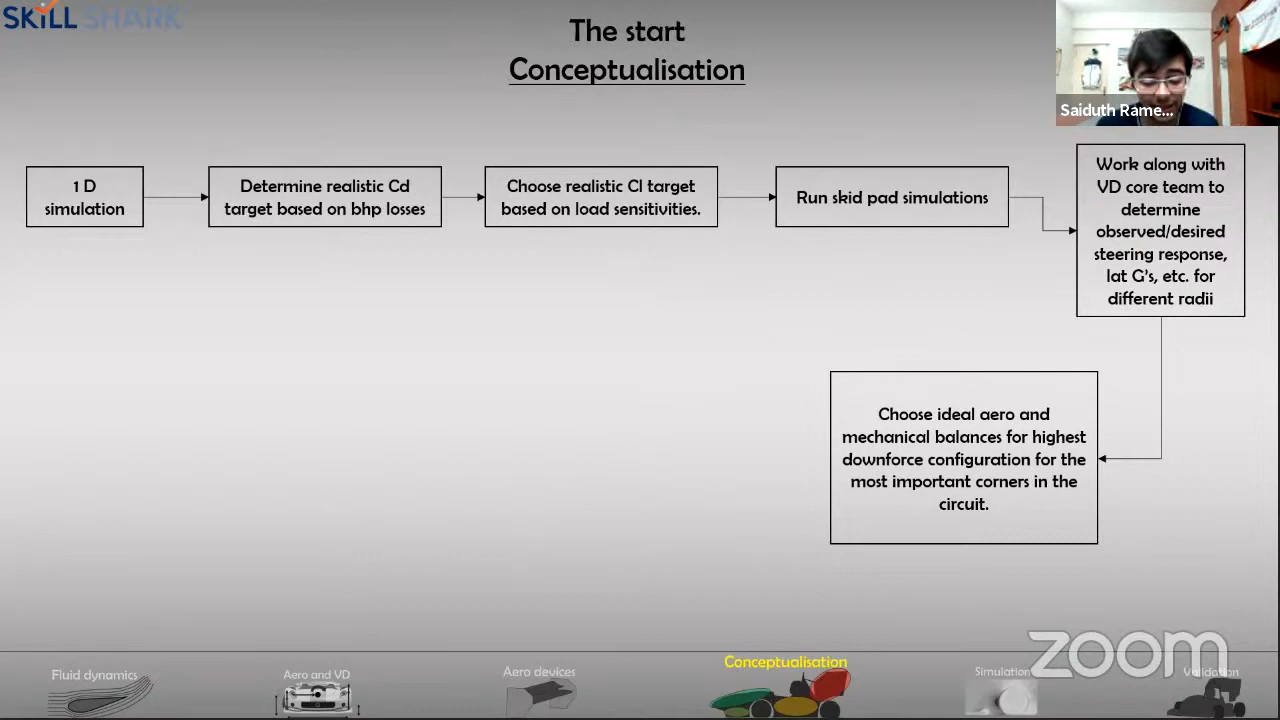 SKILL SHARK
The start
Conceptualisation
Saiduth Rame...
1 D
simulation
Determine realistic Cd
target based on bhp losses
Choose realistic Cl target
based on load sensitivities.
Run skid pad simulations
Work along with
VD core team to
determine
observed/desired
steering response,
lat G's, etc. for
different radii
Choose ideal aero and
mechanical balances for highest
downforce configuration for the
most important corners in the
circuit.
Fluid dynamics
Aero and VD
Aero devices
Conceptualisation
Simulation
Validation
zoom